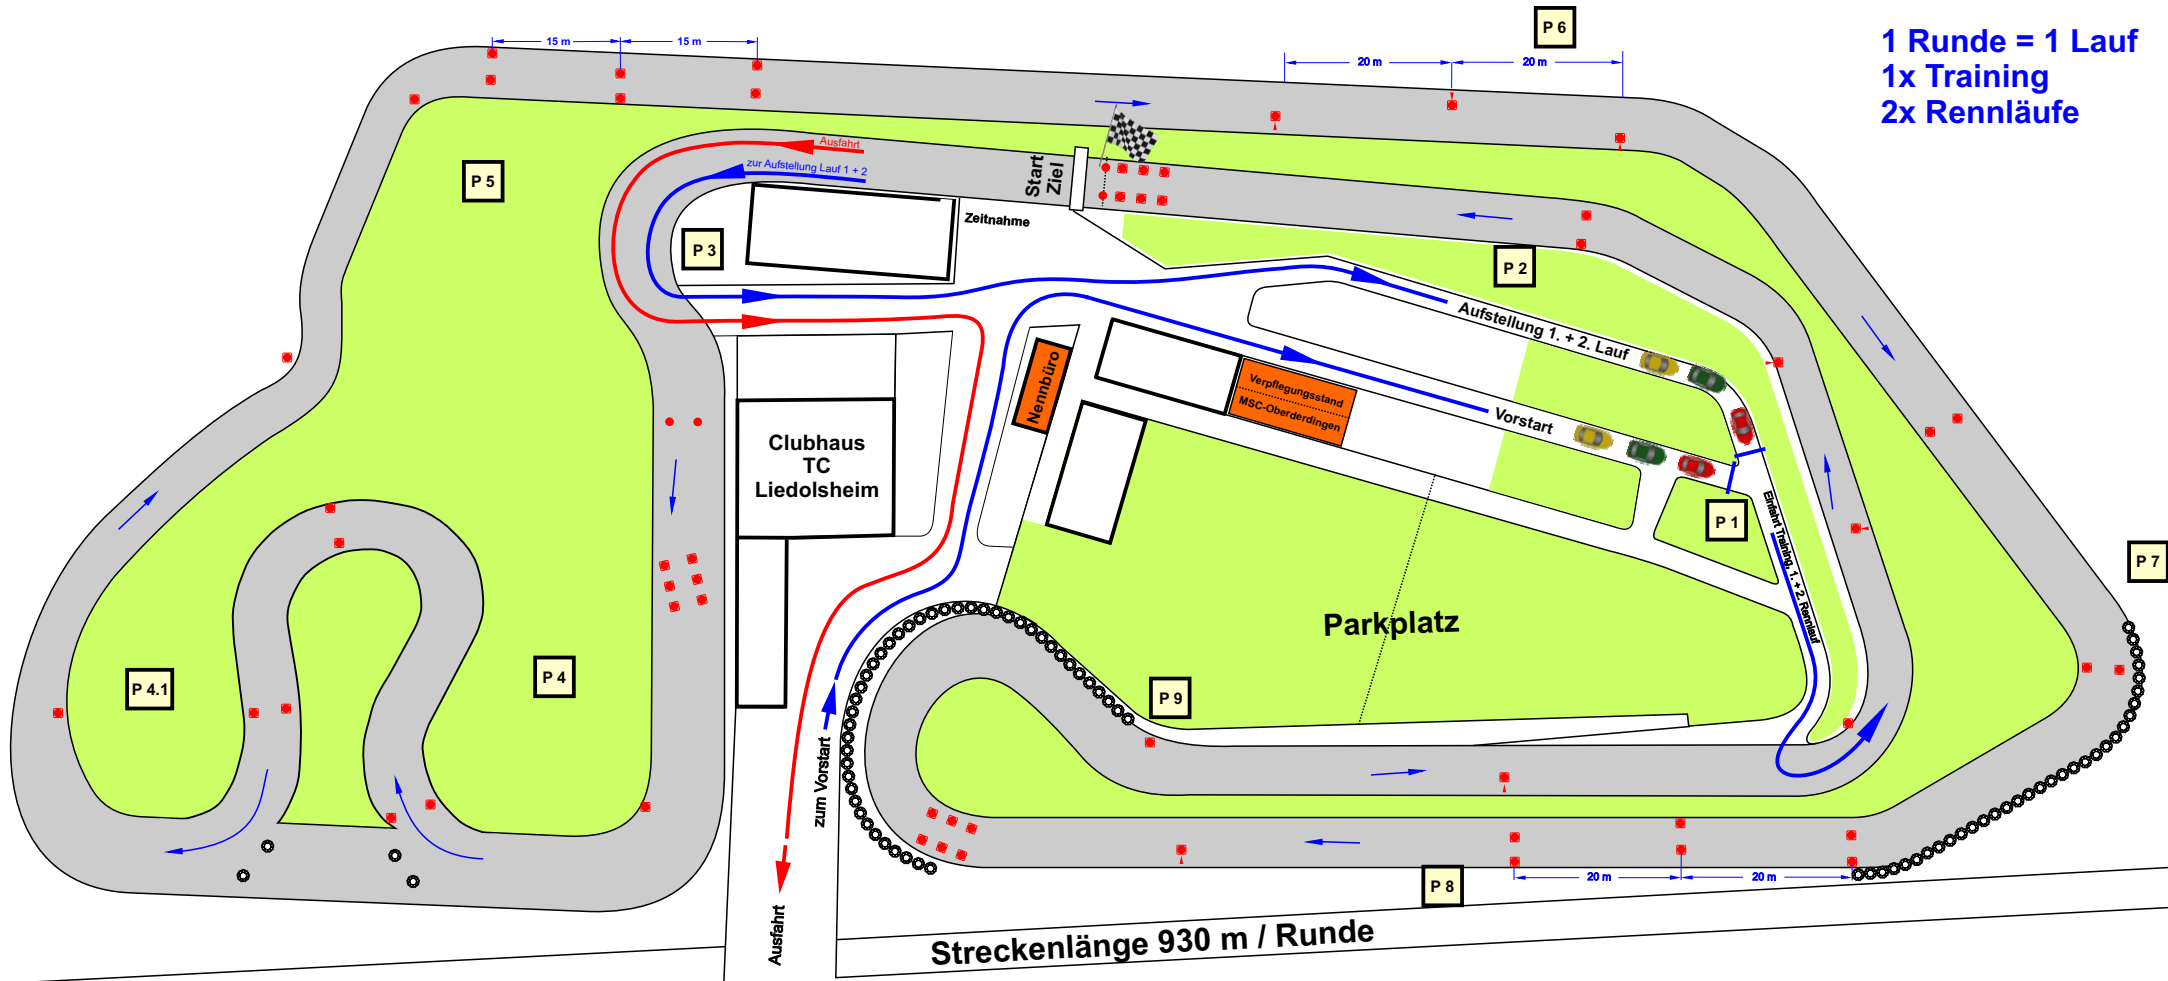 P 6
1 Runde = 1 Lauf
1x Training
2x Rennläufe
15 m
15 m
20 m
20 m
Ausfahrt
zur Aufstellung Lauf 1 + 2
Start
Ziel
P 5
P 3
Zeitnahme
P 2
Aufstellung 1. + 2. Lauf
Nennbüro
Verpflegungsstand
MSC-Oberderdingen
Vorstart
Clubhaus
TC
Liedolsheim
P 1
Einfahrt Training, 1. + 2. Rennlauf
P 7
Parkplatz
P 4.1
P 4
P 9
zum Vorstart
Ausfahrt
P 8
20 m
20 m
Streckenlänge 930 m / Runde